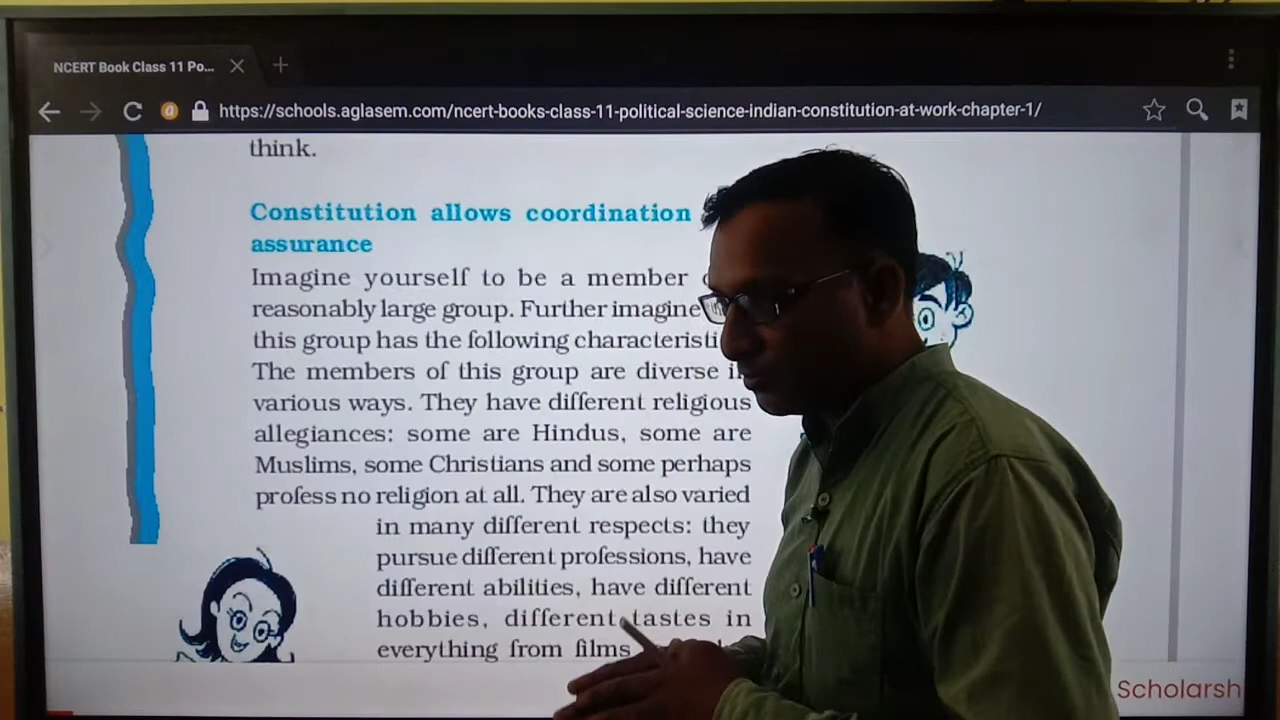 NCERT Book Class 11 Po...
https://schools.aglasem.com/ncert-books-class-11-political-science-indian-constitution-at-work-chapter-1/
think.
Constitution allows coordination
assurance
Imagine yourself to be a member
reasonably large group. Further imagine
this group has the following
The members of this group are diverse
various ways. They have different religious
allegiances: some are Hindus, some are
Muslims, some Christians and some perhaps
profess no religion at all. They are also varied
in many different respects: they
pursue different professions, have
different abilities, have different
hobbies, different tastes in
everything from films
Scholarsh